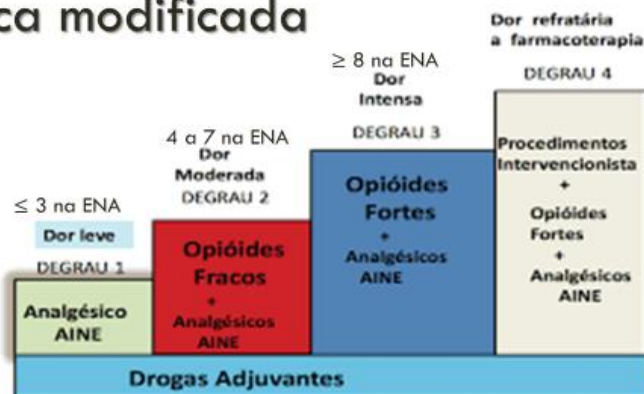 ca modificada
≤ 3 na ENA
Dor leve
DEGRAU 1
Analgésico
AINE
4 a 7 na ENA
Dor
Moderada
DEGRAU 2
Opióides
Fracos
+
Analgésicos
AINE
≥ 8 na ENA
Dor
Intensa
DEGRAU 3
Opióides
Fortes
+
Analgésicos
AINE
Dor refratária
a farmacoterapia
DEGRAU 4
Procedimentos
Intervencionista
+
Opióides
Fortes
+
Analgésicos
AINE
Drogas Adjuvantes